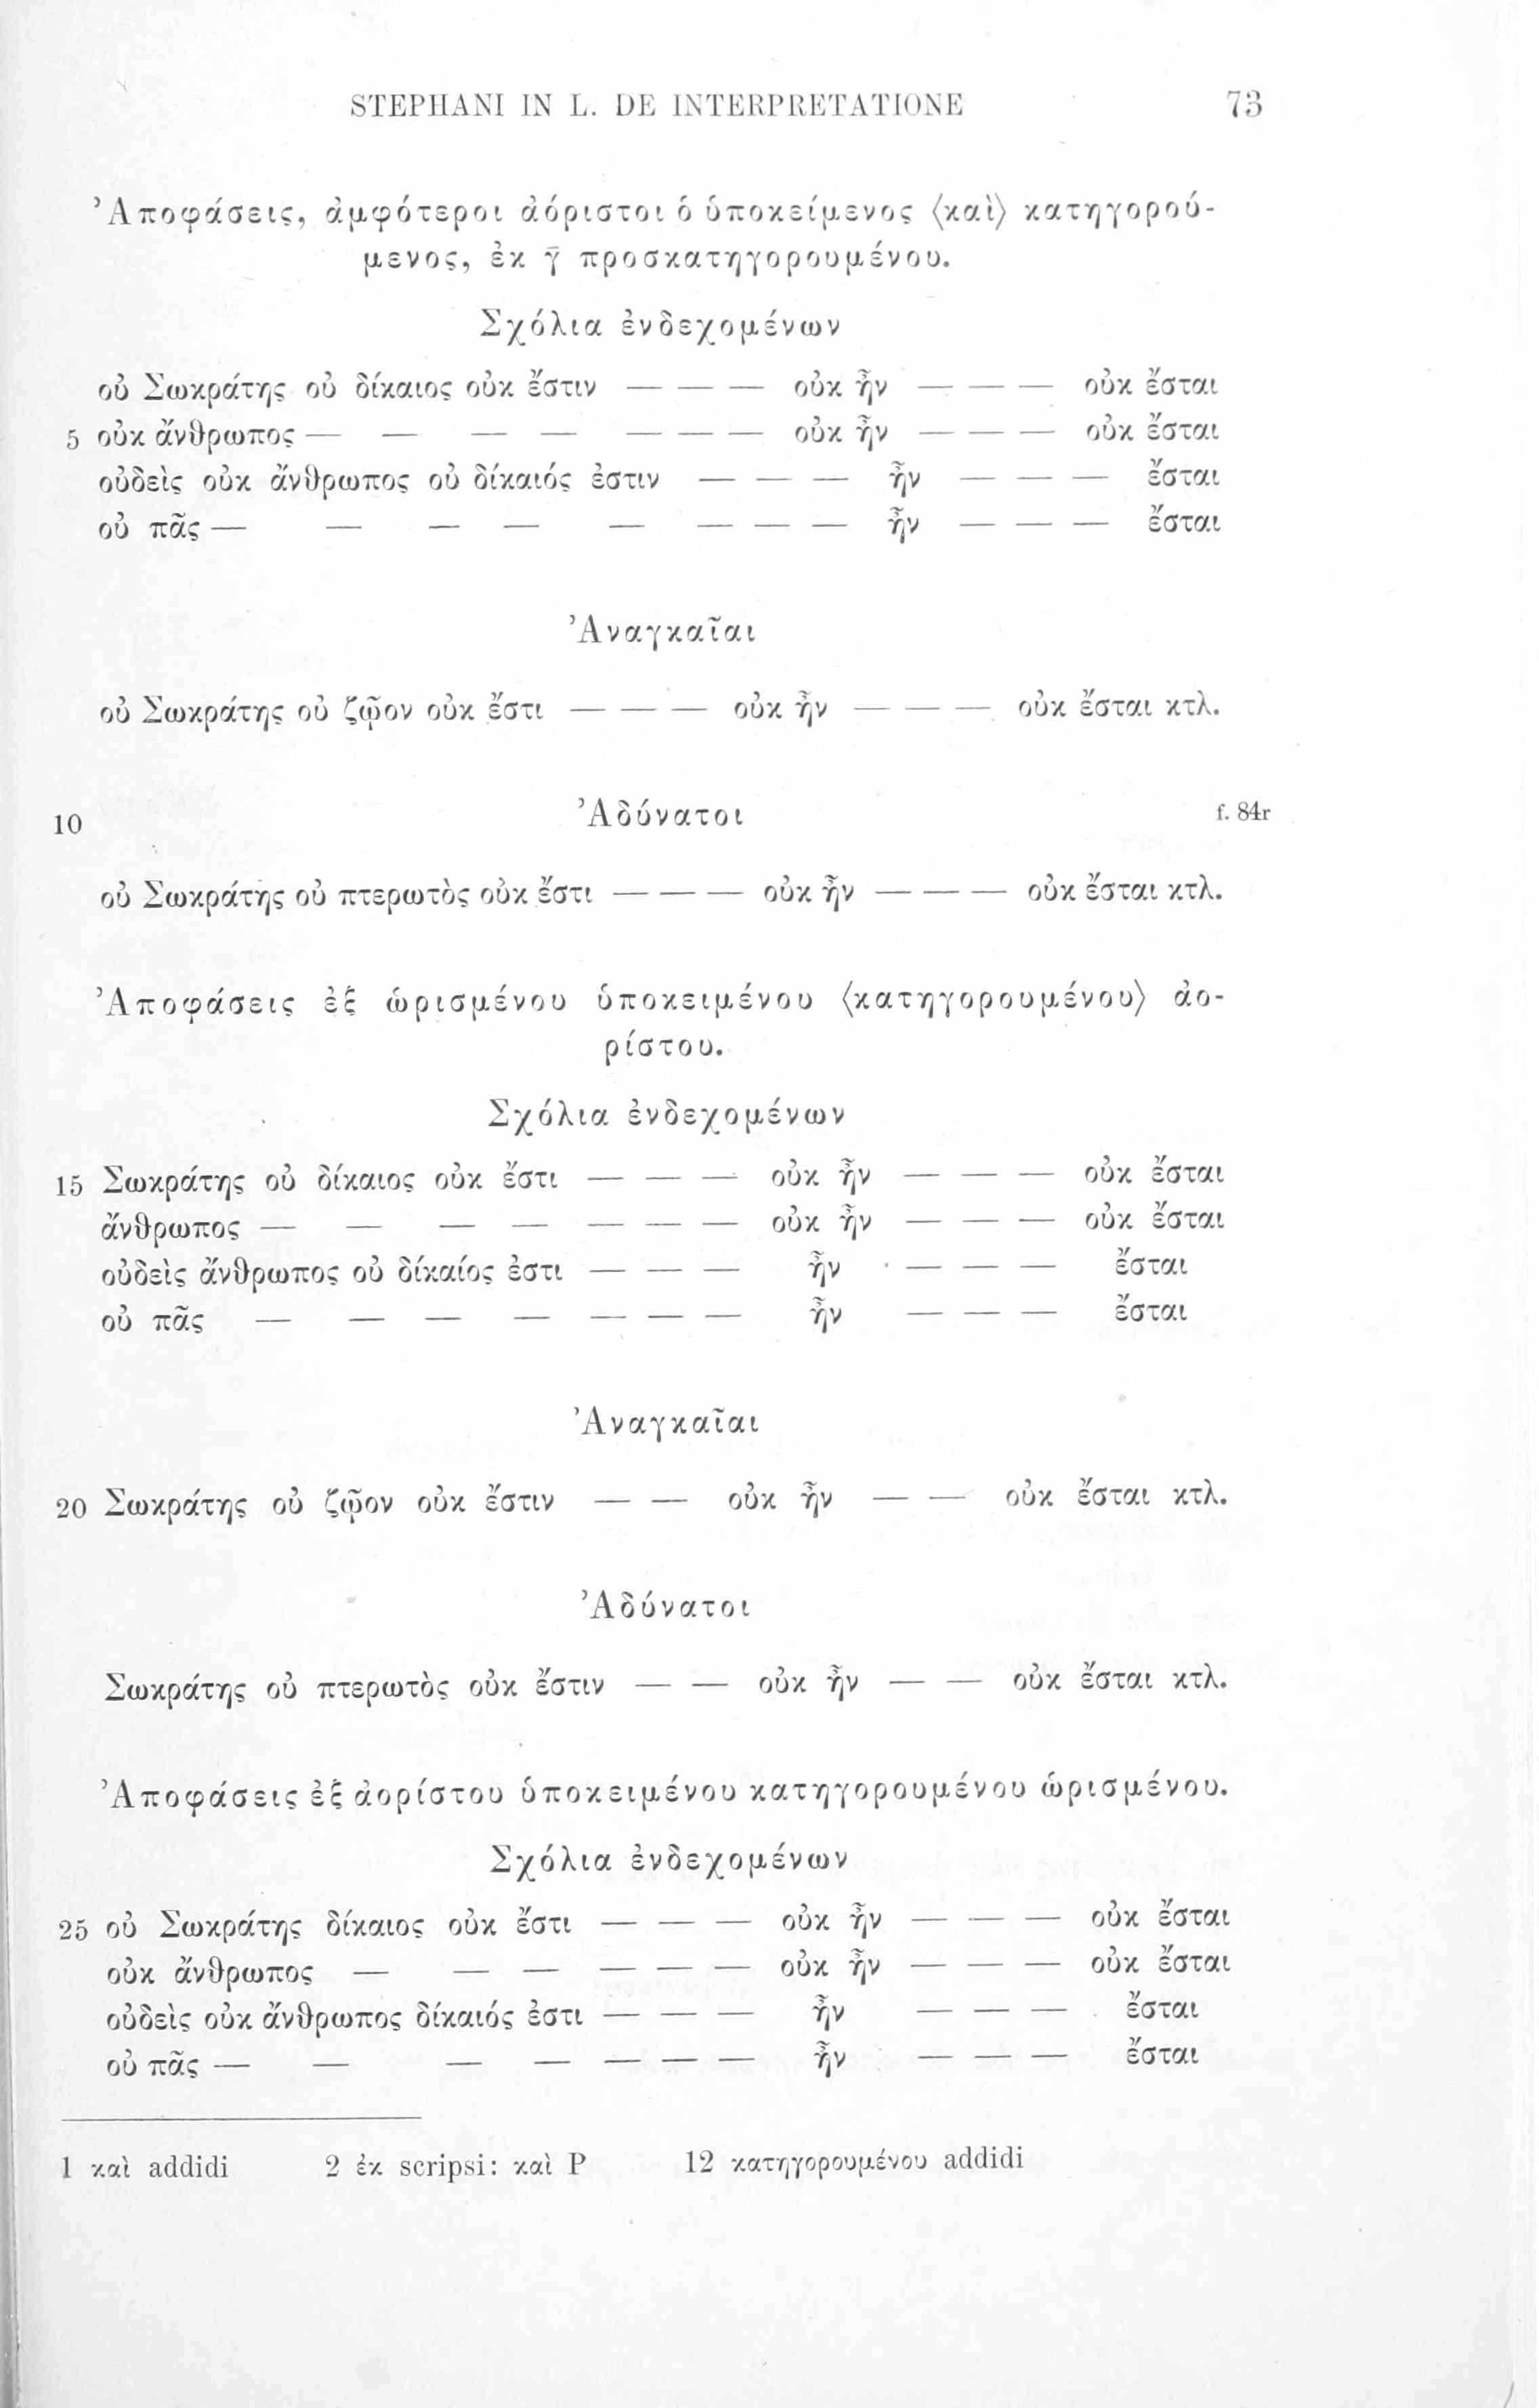 STEPHANI IN L. DE INTERPRETATIONE 73
Ἀποφάσεις, ἀμφότεροι ἀόριστοι ὁ ὑποκείμενος ⟨καὶ⟩ κατηγορού-
μενος, ἐκ γ̄ προσκατηγορουμένου.
Σχόλια ἐνδεχομένων
οὐ Σωκράτης οὐ δίκαιος οὐκ ἔστιν — — — οὐκ ἦν — — — οὐκ ἔσται
5 οὐκ ἄνθρωπος — — — — — — — οὐκ ἦν — — — οὐκ ἔσται
οὐδεὶς οὐκ ἄνθρωπος οὐ δίκαιός ἐστιν — — — ἦν — — — ἔσται
οὐ πᾶς — — — — — — — — ἦν — — — ἔσται
Ἀναγκαῖαι
οὐ Σωκράτης οὐ ζῷον οὐκ ἔστι — — — οὐκ ἦν — — — οὐκ ἔσται κτλ.
10 Ἀδύνατοι f. 84r
οὐ Σωκράτης οὐ πτερωτὸς οὐκ ἔστι — — — οὐκ ἦν — — — οὐκ ἔσται κτλ.
Ἀποφάσεις ἐξ ὡρισμένου ὑποκειμένου ⟨κατηγορουμένου⟩ ἀο-
ρίστου.
Σχόλια ἐνδεχομένων
15 Σωκράτης οὐ δίκαιος οὐκ ἔστι — — — οὐκ ἦν — — — οὐκ ἔσται
ἄνθρωπος — — — — — — — οὐκ ἦν — — — οὐκ ἔσται
οὐδεὶς ἄνθρωπος οὐ δίκαίος ἐστι — — — ἦν — — — ἔσται
οὐ πᾶς — — — — — — — ἦν — — — ἔσται
Ἀναγκαῖαι
20 Σωκράτης οὐ ζῷον οὐκ ἔστιν — — οὐκ ἦν — — οὐκ ἔσται κτλ.
Ἀδύνατοι
Σωκράτης οὐ πτερωτὸς οὐκ ἔστιν — — οὐκ ἦν — — οὐκ ἔσται κτλ.
Ἀποφάσεις ἐξ ἀορίστου ὑποκειμένου κατηγορουμένου ὡρισμένου.
Σχόλια ἐνδεχομένων
25 οὐ Σωκράτης δίκαιος οὐκ ἔστι — — — οὐκ ἦν — — — οὐκ ἔσται
οὐκ ἄνθρωπος — — — — — — οὐκ ἦν — — — οὐκ ἔσται
οὐδεὶς οὐκ ἄνθρωπος δίκαιός ἐστι — — — ἦν — — — ἔσται
οὐ πᾶς — — — — — — — ἦν — — — ἔσται
1 καὶ addidi 2 ἐκ scripsi: καὶ P 12 κατηγορουμένου addidi